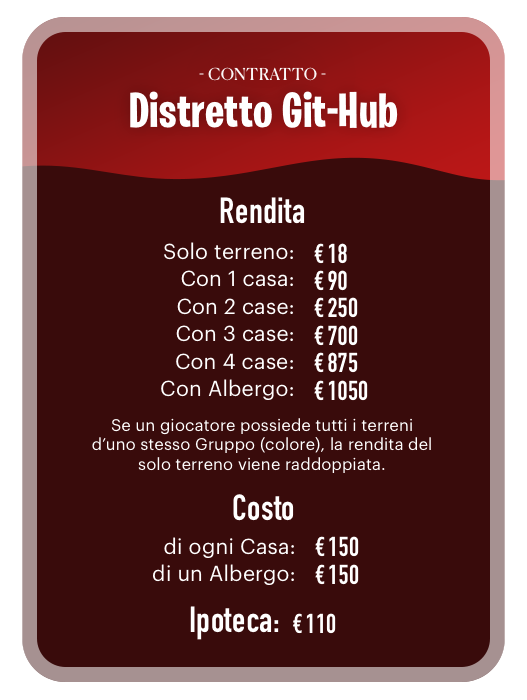 - CONTRATTO -
Distretto Git-Hub
Rendita
Solo terreno: € 18
Con 1 casa: € 90
Con 2 case: € 250
Con 3 case: € 700
Con 4 case: € 875
Con Albergo: € 1050
Se un giocatore possiede tutti i terreni
d’uno stesso Gruppo (colore), la rendita del
solo terreno viene raddoppiata.
Costo
di ogni Casa: € 150
di un Albergo: € 150
Ipoteca: € 110